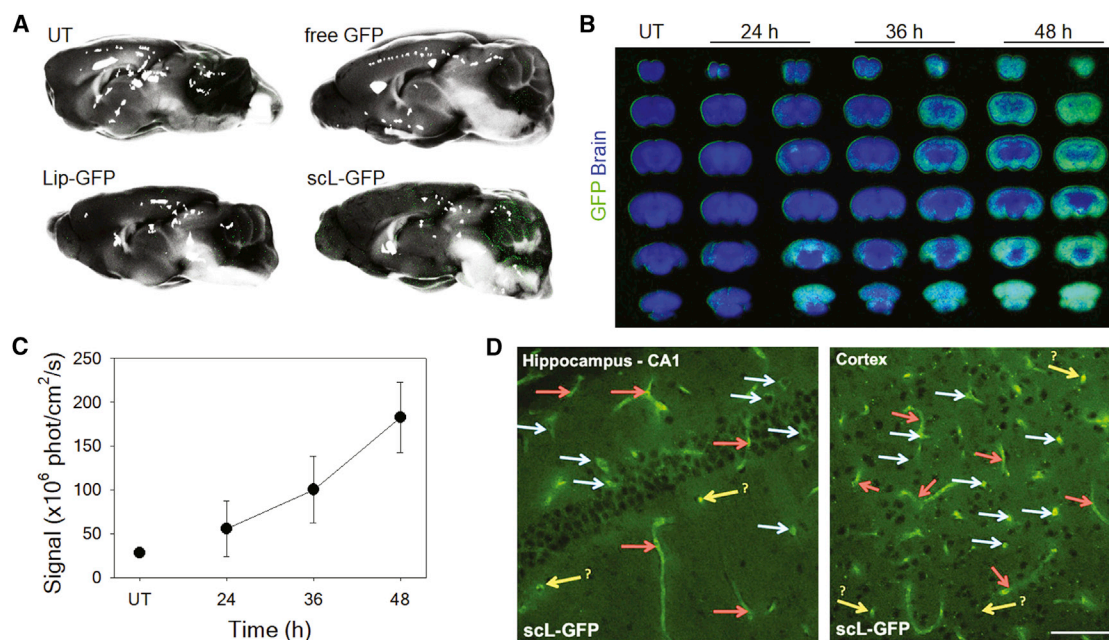 A
UT
free GFP
Lip-GFP
scL-GFP
B
UT 24 h 36 h 48 h
GFP Brain
C
Signal (x10⁶ phot/cm²/s)
250
200
150
100
50
0
UT 24 36 48
Time (h)
D
Hippocampus - CA1
?
?
scL-GFP
Cortex
?
?
?
scL-GFP